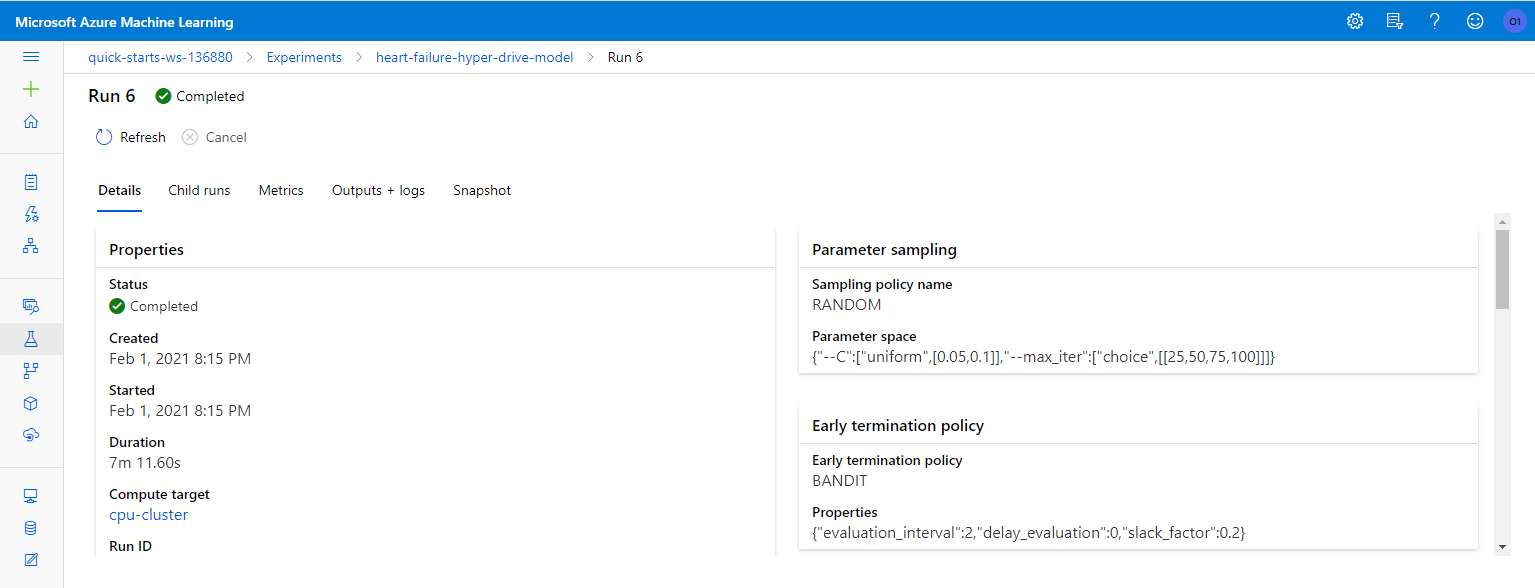 Microsoft Azure Machine Learning
O1
quick-starts-ws-136880 > Experiments > heart-failure-hyper-drive-model > Run 6
Run 6 Completed
Refresh Cancel
Details Child runs Metrics Outputs + logs Snapshot
Properties
Status
Completed
Created
Feb 1, 2021 8:15 PM
Started
Feb 1, 2021 8:15 PM
Duration
7m 11.60s
Compute target
cpu-cluster
Run ID
Parameter sampling
Sampling policy name
RANDOM
Parameter space
{"--C":["uniform",[0.05,0.1]],"--max_iter":["choice",[[25,50,75,100]]]}
Early termination policy
Early termination policy
BANDIT
Properties
{"evaluation_interval":2,"delay_evaluation":0,"slack_factor":0.2}